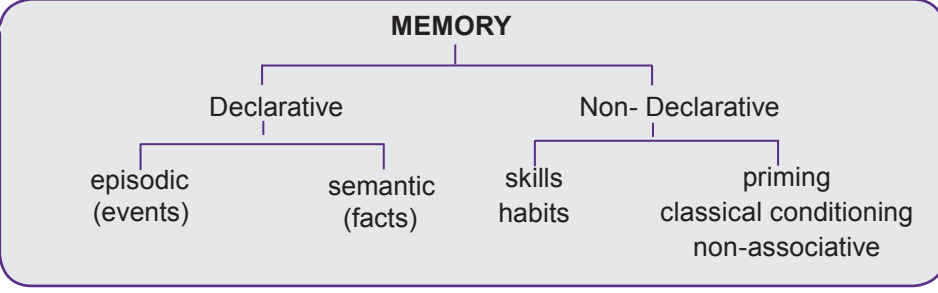 MEMORY
Declarative
Non- Declarative
episodic
(events)
semantic
(facts)
skills
habits
priming
classical conditioning
non-associative